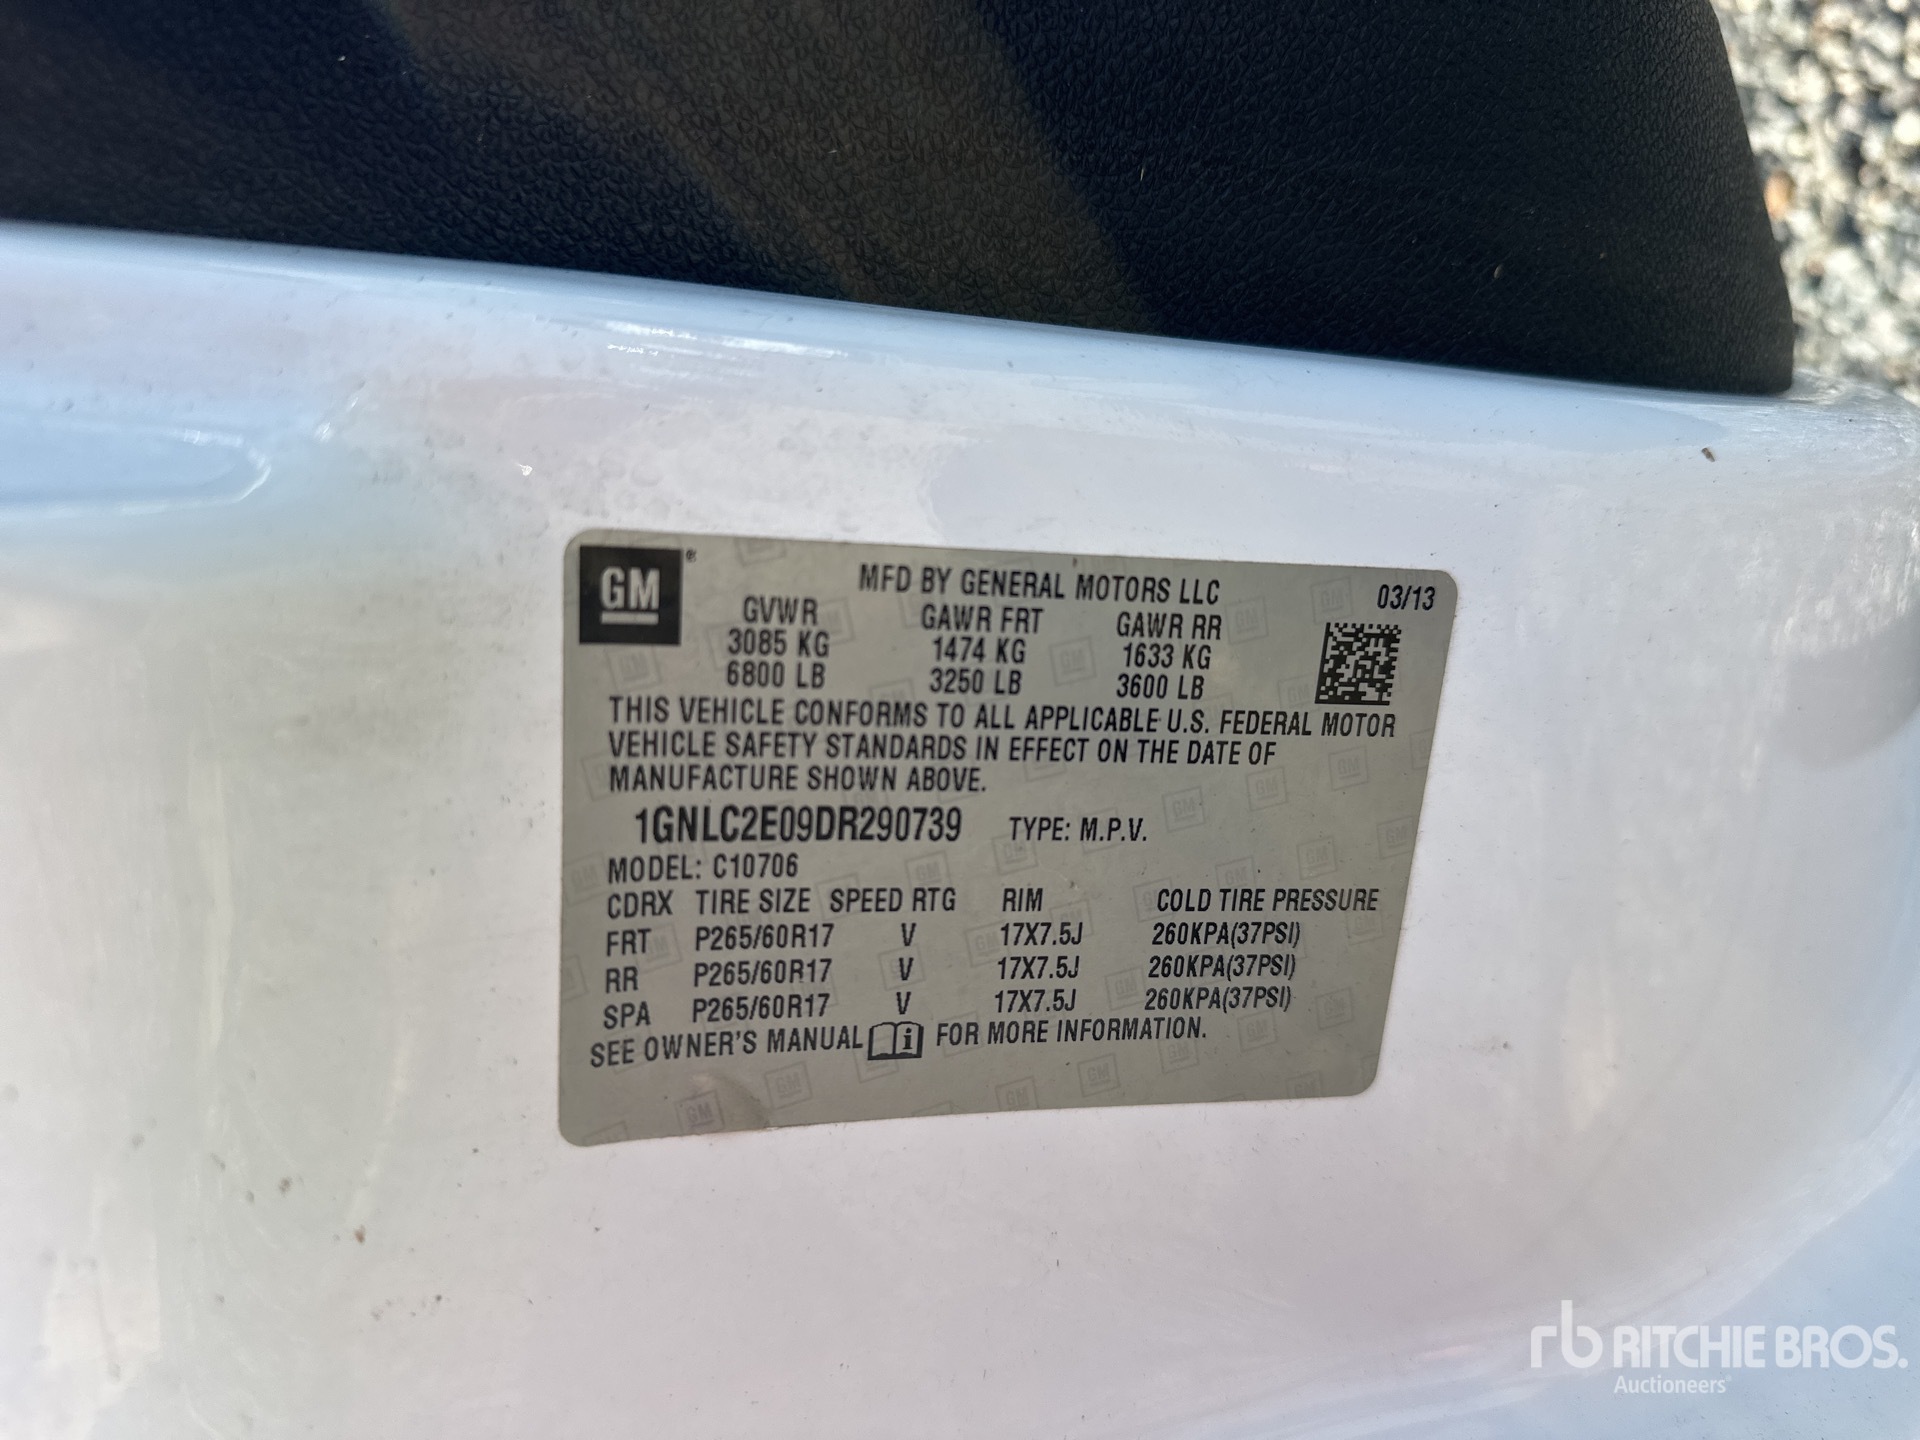 GM ®
MFD BY GENERAL MOTORS LLC 03/13
GVWR GAWR FRT GAWR RR
3085 KG 1474 KG 1633 KG
6800 LB 3250 LB 3600 LB
THIS VEHICLE CONFORMS TO ALL APPLICABLE U.S. FEDERAL MOTOR
VEHICLE SAFETY STANDARDS IN EFFECT ON THE DATE OF
MANUFACTURE SHOWN ABOVE.
1GNLC2E09DR290739 TYPE: M.P.V.
MODEL: C10706
CDRX TIRE SIZE SPEED RTG RIM COLD TIRE PRESSURE
FRT P265/60R17 V 17X7.5J 260KPA(37PSI)
RR P265/60R17 V 17X7.5J 260KPA(37PSI)
SPA P265/60R17 V 17X7.5J 260KPA(37PSI)
SEE OWNER'S MANUAL i FOR MORE INFORMATION.
rb RITCHIE BROS.
Auctioneers